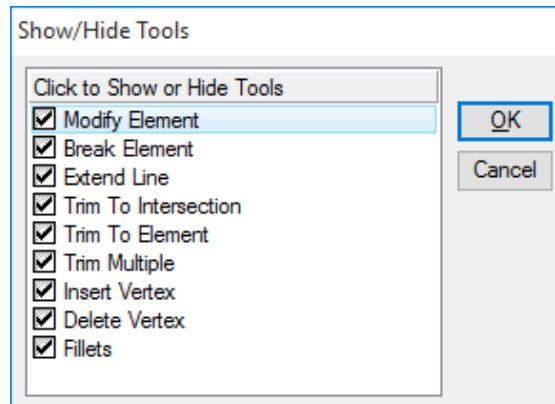 Show/Hide Tools
Click to Show or Hide Tools
Modify Element
Break Element
Extend Line
Trim To Intersection
Trim To Element
Trim Multiple
Insert Vertex
Delete Vertex
Fillets
OK
Cancel